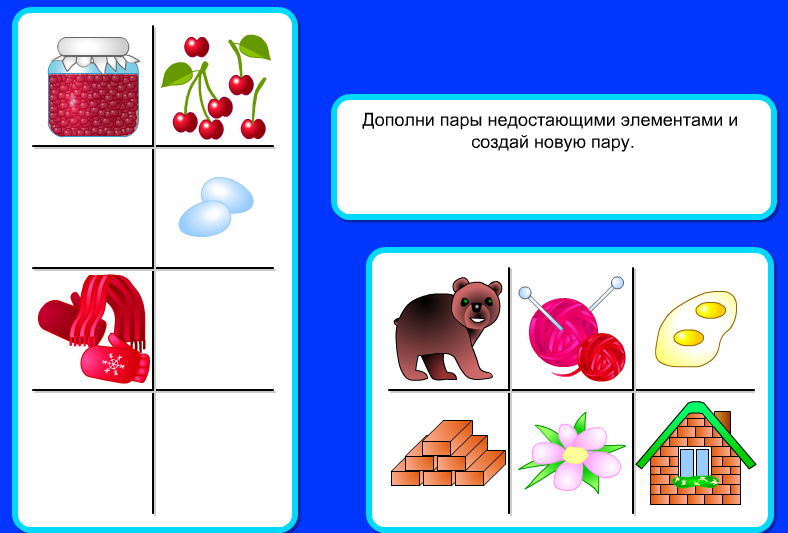 Дополни пары недостающими элементами и
создай новую пару.